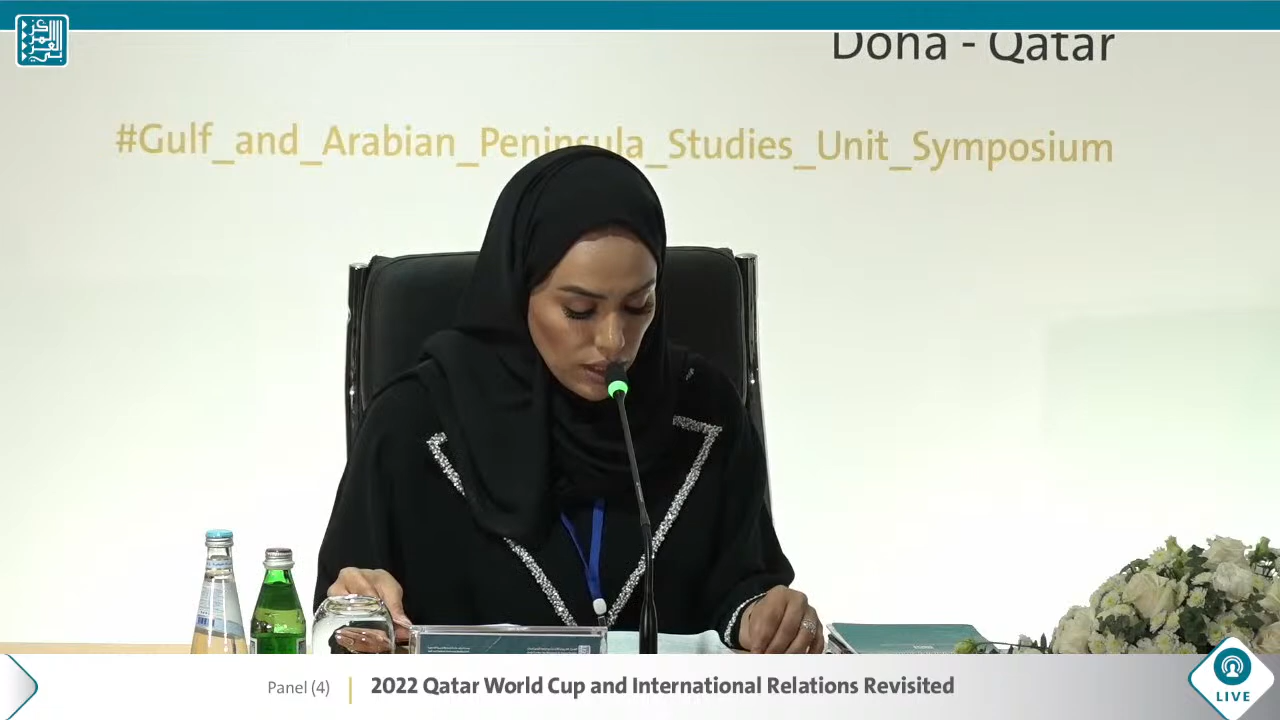 Doha - Qatar
#Gulf_and_Arabian_Peninsula_Studies_Unit_Symposium
Panel (4)
2022 Qatar World Cup and International Relations Revisited
LIVE